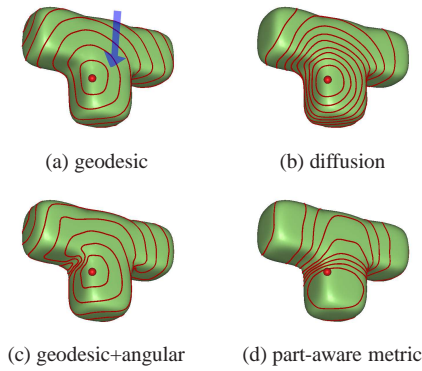 (a) geodesic
(b) diffusion
(c) geodesic+angular
(d) part-aware metric